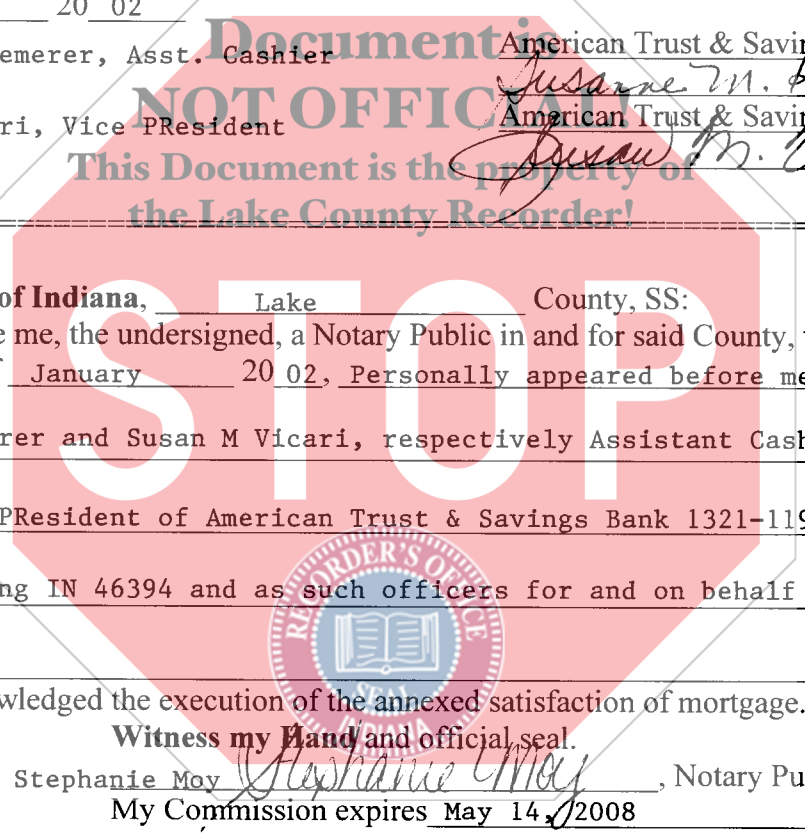 20 02
Document is
emerer, Asst. Cashier
American Trust & Savin
Susanne M.
NOT OFFICIAL!
ri, Vice PResident
American Trust & Savin
Susan M.
This Document is the property of
the Lake County Recorder!
STOP
of Indiana, Lake County, SS:
e me, the undersigned, a Notary Public in and for said County,
January 20 02, Personally appeared before me
rer and Susan M Vicari, respectively Assistant Cash
PResident of American Trust & Savings Bank 1321-119
ng IN 46394 and as such officers for and on behalf
RECORDER'S OFFICE
SEAL
INDIANA
wledged the execution of the annexed satisfaction of mortgage.
Witness my Hand and official seal.
Stephanie Moy Stephanie Moy, Notary Pu
My Commission expires May 14, 2008